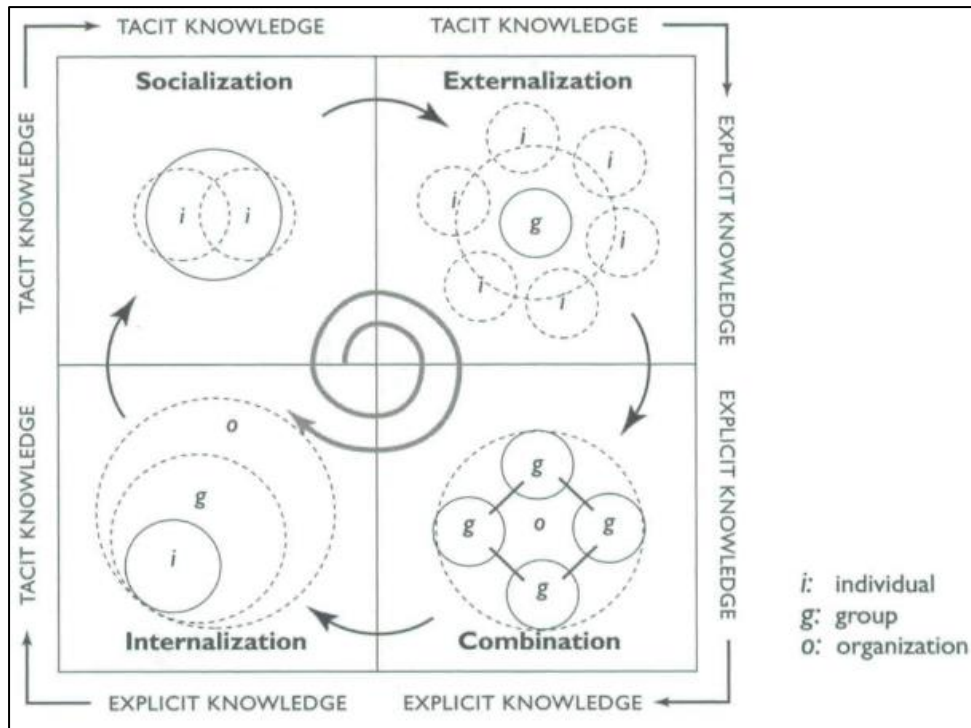 TACIT KNOWLEDGE
TACIT KNOWLEDGE
TACIT KNOWLEDGE
EXPLICIT KNOWLEDGE
Socialization
Externalization
i
i
i
i
i
g
i
i
i
TACIT KNOWLEDGE
EXPLICIT KNOWLEDGE
o
g
i
g
g
o
g
g
Internalization
Combination
EXPLICIT KNOWLEDGE
EXPLICIT KNOWLEDGE
i: individual
g: group
o: organization